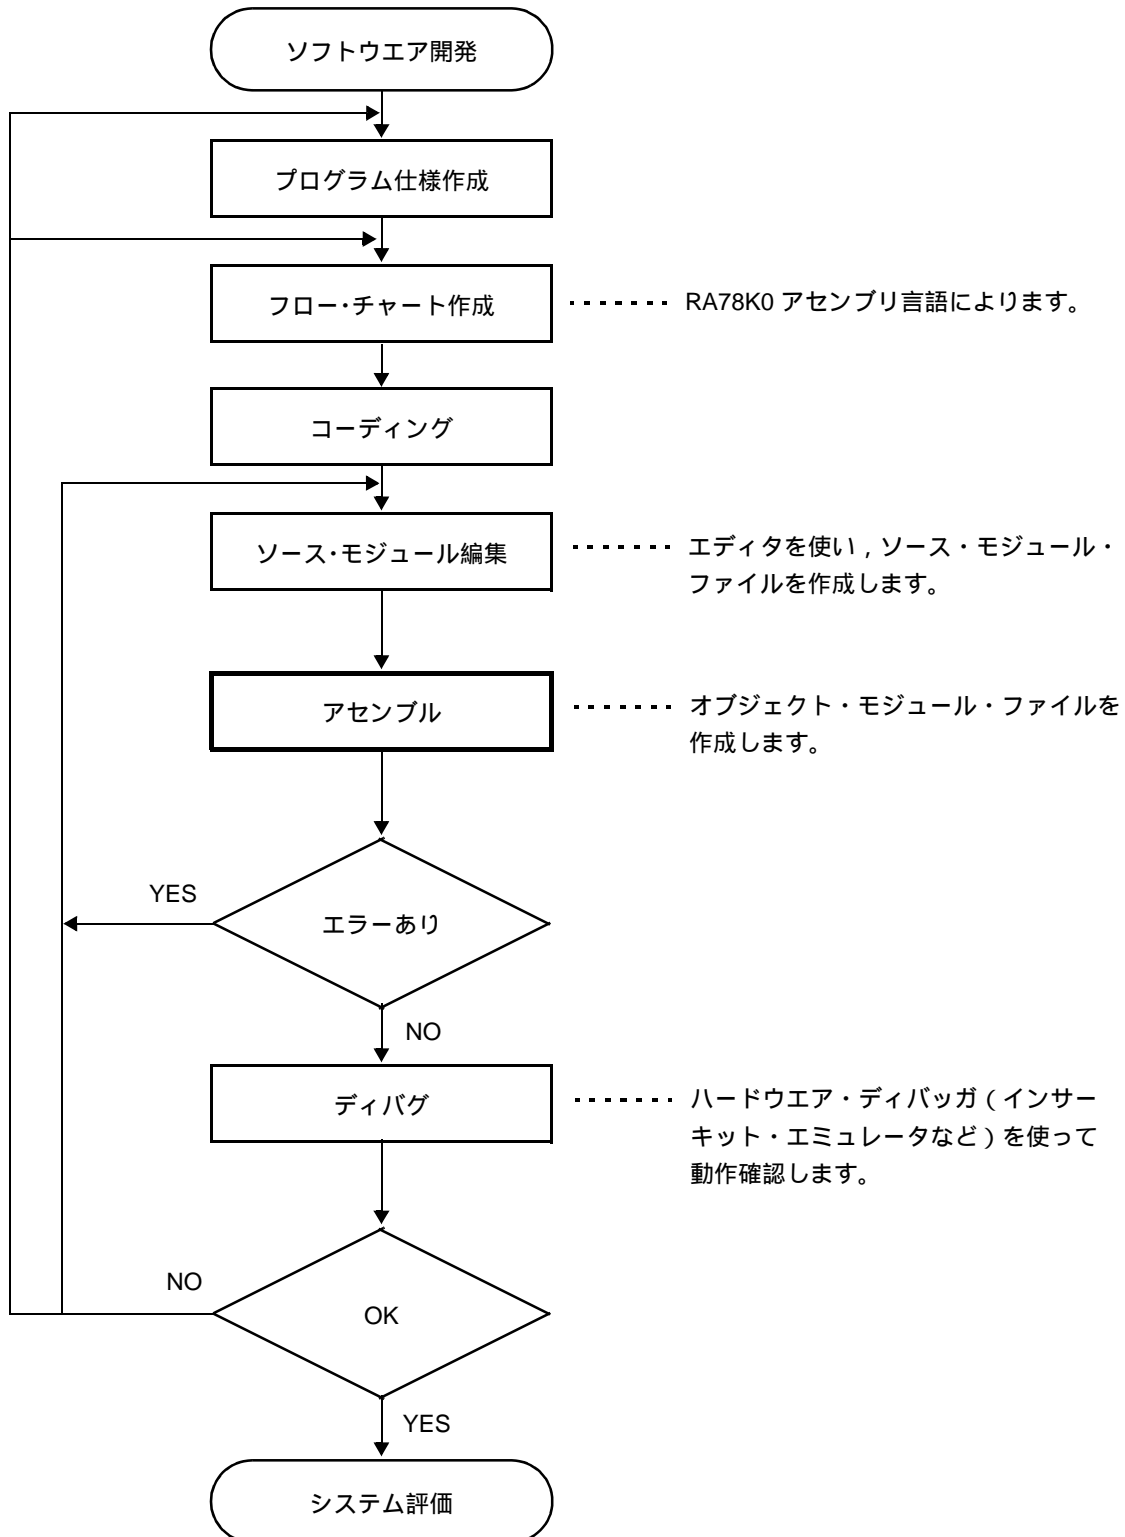 ソフトウエア開発
プログラム仕様作成
フロー・チャート作成
RA78K0 アセンブリ言語によります。
コーディング
ソース・モジュール編集
エディタを使い，ソース・モジュール・
ファイルを作成します。
アセンブル
オブジェクト・モジュール・ファイルを
作成します。
YES
エラーあり
NO
ディバグ
ハードウエア・ディバッガ（インサー
キット・エミュレータなど）を使って
動作確認します。
NO
OK
YES
システム評価